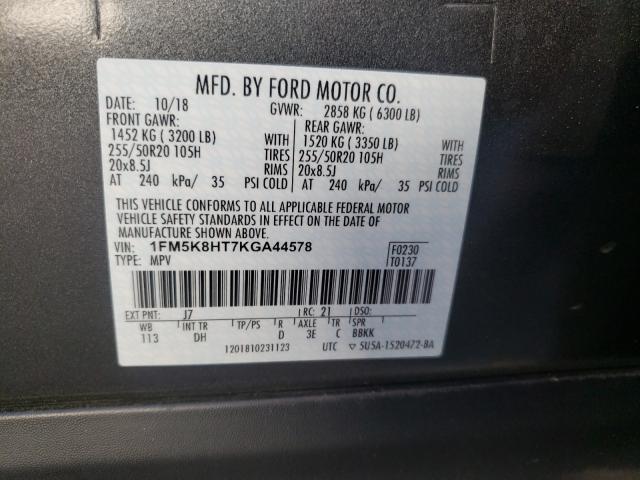 MFD. BY FORD MOTOR CO.
DATE: 10/18 GVWR: 2858 KG ( 6300 LB)
FRONT GAWR: REAR GAWR:
1452 KG ( 3200 LB) WITH 1520 KG ( 3350 LB) WITH
255/50R20 105H TIRES 255/50R20 105H TIRES
20x8.5J RIMS 20x8.5J RIMS
AT 240 kPa/ 35 PSI COLD AT 240 kPa/ 35 PSI COLD
THIS VEHICLE CONFORMS TO ALL APPLICABLE FEDERAL MOTOR
VEHICLE SAFETY STANDARDS IN EFFECT ON THE DATE OF
MANUFACTURE SHOWN ABOVE.
VIN: 1FM5K8HT7KGA44578 F0230
TYPE: MPV T0137
EXT PNT: J7 RC: 21 DSO:
WB INT TR TP/PS R AXLE TR SPR
113 DH D 3E C BBKK
1201810231123 UTC ▽ 5U5A-1520472-BA